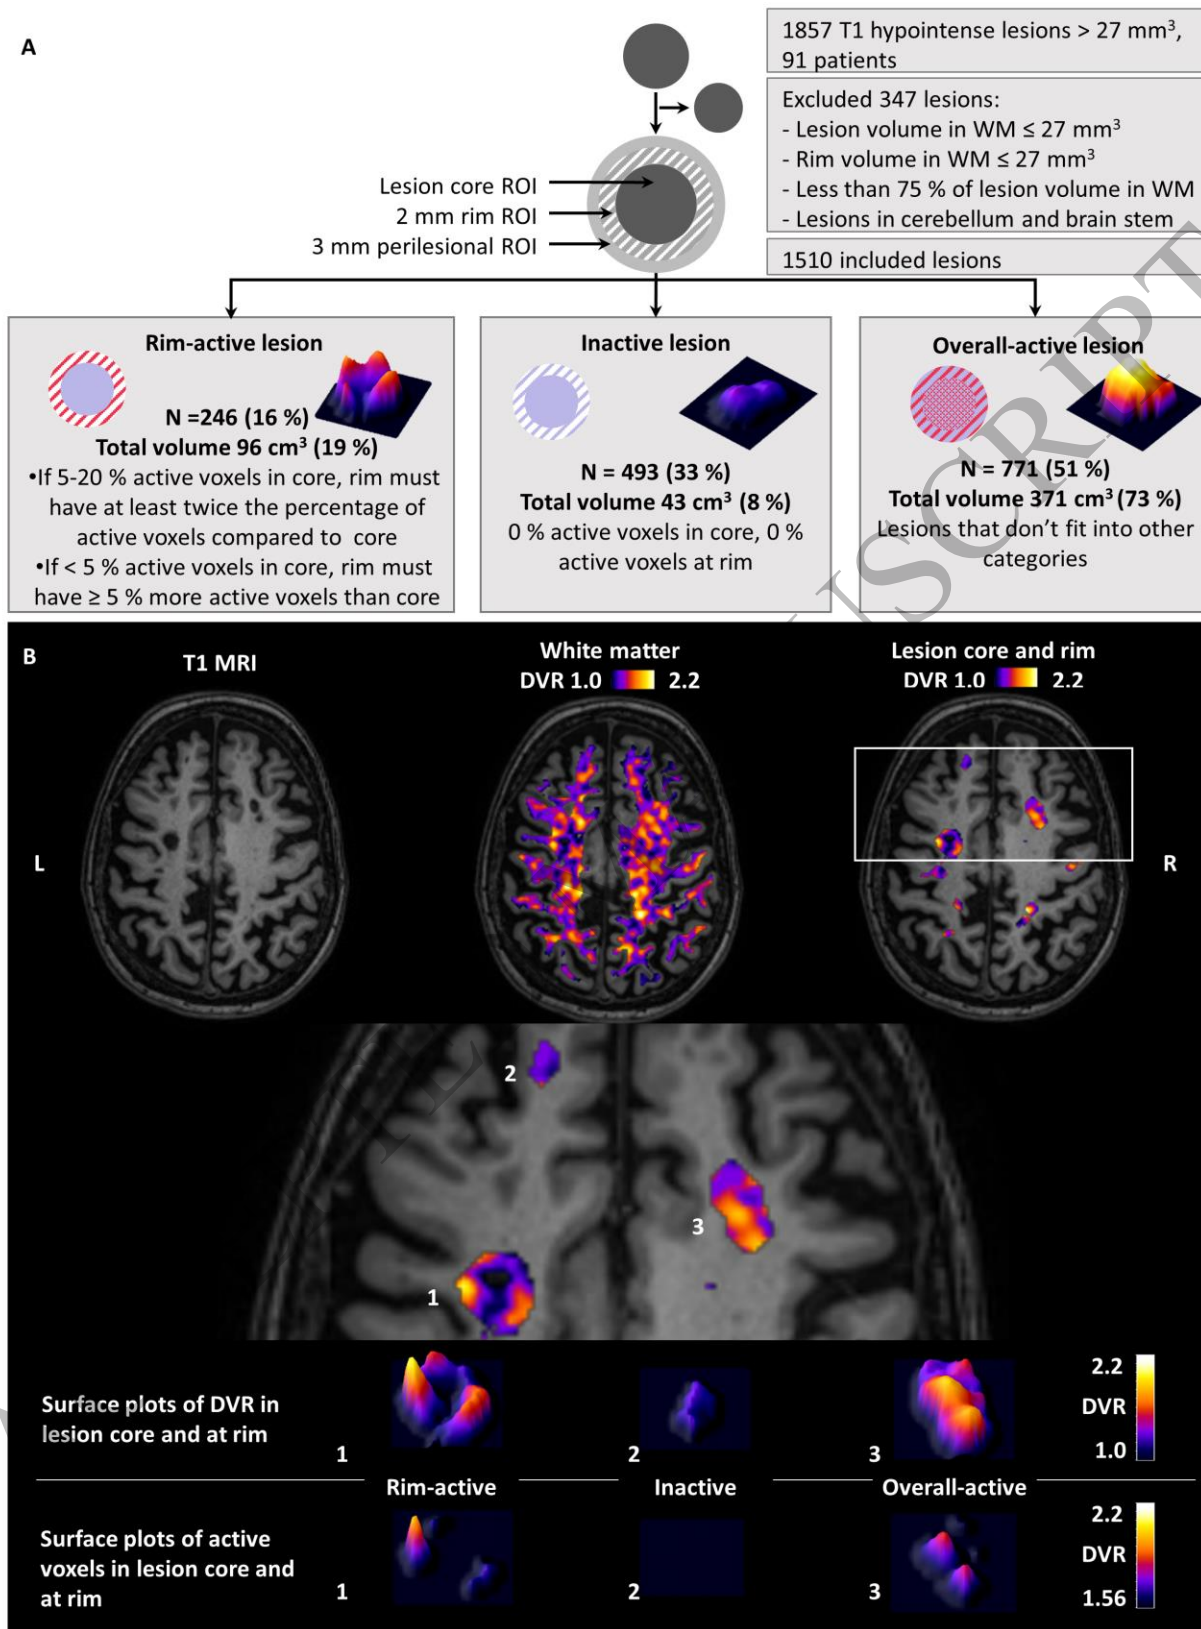 A
1857 T1 hypointense lesions > 27 mm³,
91 patients
Excluded 347 lesions:
- Lesion volume in WM ≤ 27 mm³
- Rim volume in WM ≤ 27 mm³
- Less than 75 % of lesion volume in WM
- Lesions in cerebellum and brain stem
1510 included lesions
Lesion core ROI
2 mm rim ROI
3 mm perilesional ROI
Rim-active lesion
N =246 (16 %)
Total volume 96 cm³ (19 %)
•If 5-20 % active voxels in core, rim must
have at least twice the percentage of
active voxels compared to core
•If < 5 % active voxels in core, rim must
have ≥ 5 % more active voxels than core
Inactive lesion
N = 493 (33 %)
Total volume 43 cm³ (8 %)
0 % active voxels in core, 0 %
active voxels at rim
Overall-active lesion
N = 771 (51 %)
Total volume 371 cm³ (73 %)
Lesions that don't fit into other
categories
B
T1 MRI
White matter
DVR 1.0 2.2
Lesion core and rim
DVR 1.0 2.2
L
R
2
3
1
Surface plots of DVR in
lesion core and at rim
1
2
3
2.2
DVR
1.0
Rim-active
Inactive
Overall-active
Surface plots of active
voxels in lesion core and
at rim
1
2
3
2.2
DVR
1.56